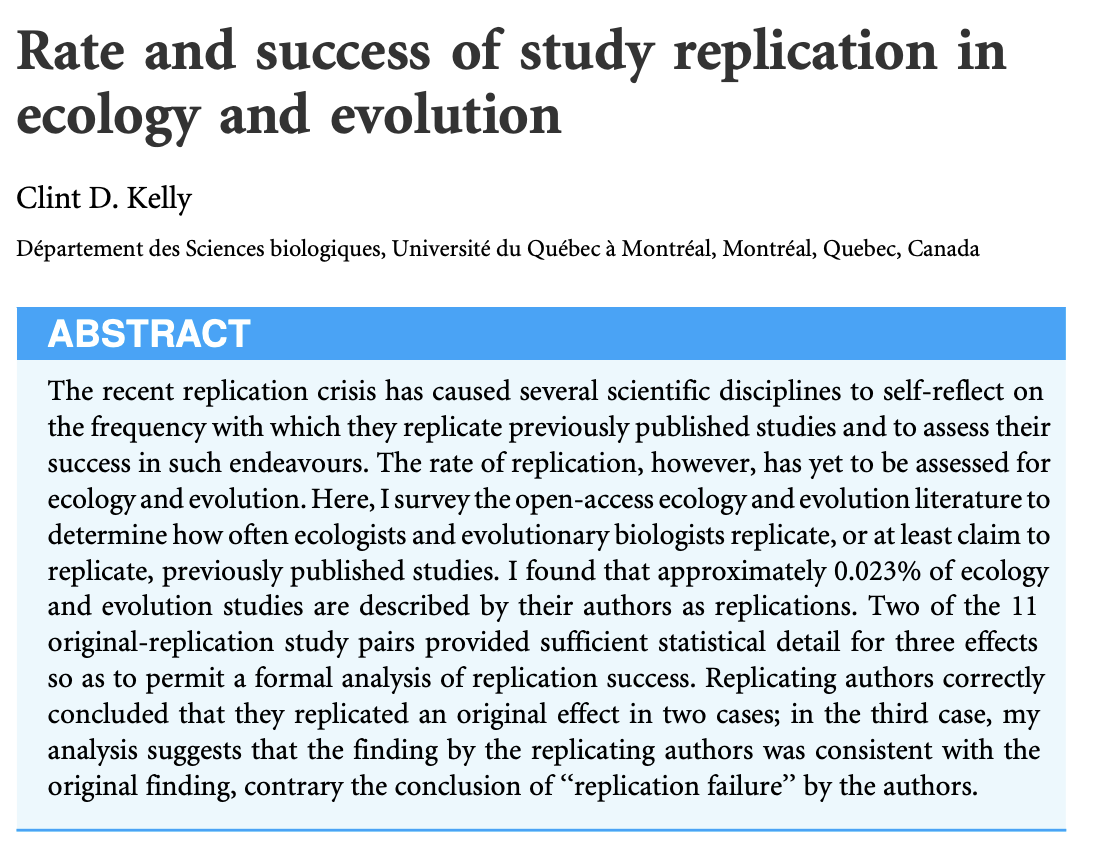 Rate and success of study replication in
ecology and evolution
Clint D. Kelly
Département des Sciences biologiques, Université du Québec à Montréal, Montréal, Quebec, Canada
ABSTRACT
The recent replication crisis has caused several scientific disciplines to self-reflect on
the frequency with which they replicate previously published studies and to assess their
success in such endeavours. The rate of replication, however, has yet to be assessed for
ecology and evolution. Here, I survey the open-access ecology and evolution literature to
determine how often ecologists and evolutionary biologists replicate, or at least claim to
replicate, previously published studies. I found that approximately 0.023% of ecology
and evolution studies are described by their authors as replications. Two of the 11
original-replication study pairs provided sufficient statistical detail for three effects
so as to permit a formal analysis of replication success. Replicating authors correctly
concluded that they replicated an original effect in two cases; in the third case, my
analysis suggests that the finding by the replicating authors was consistent with the
original finding, contrary the conclusion of “replication failure” by the authors.